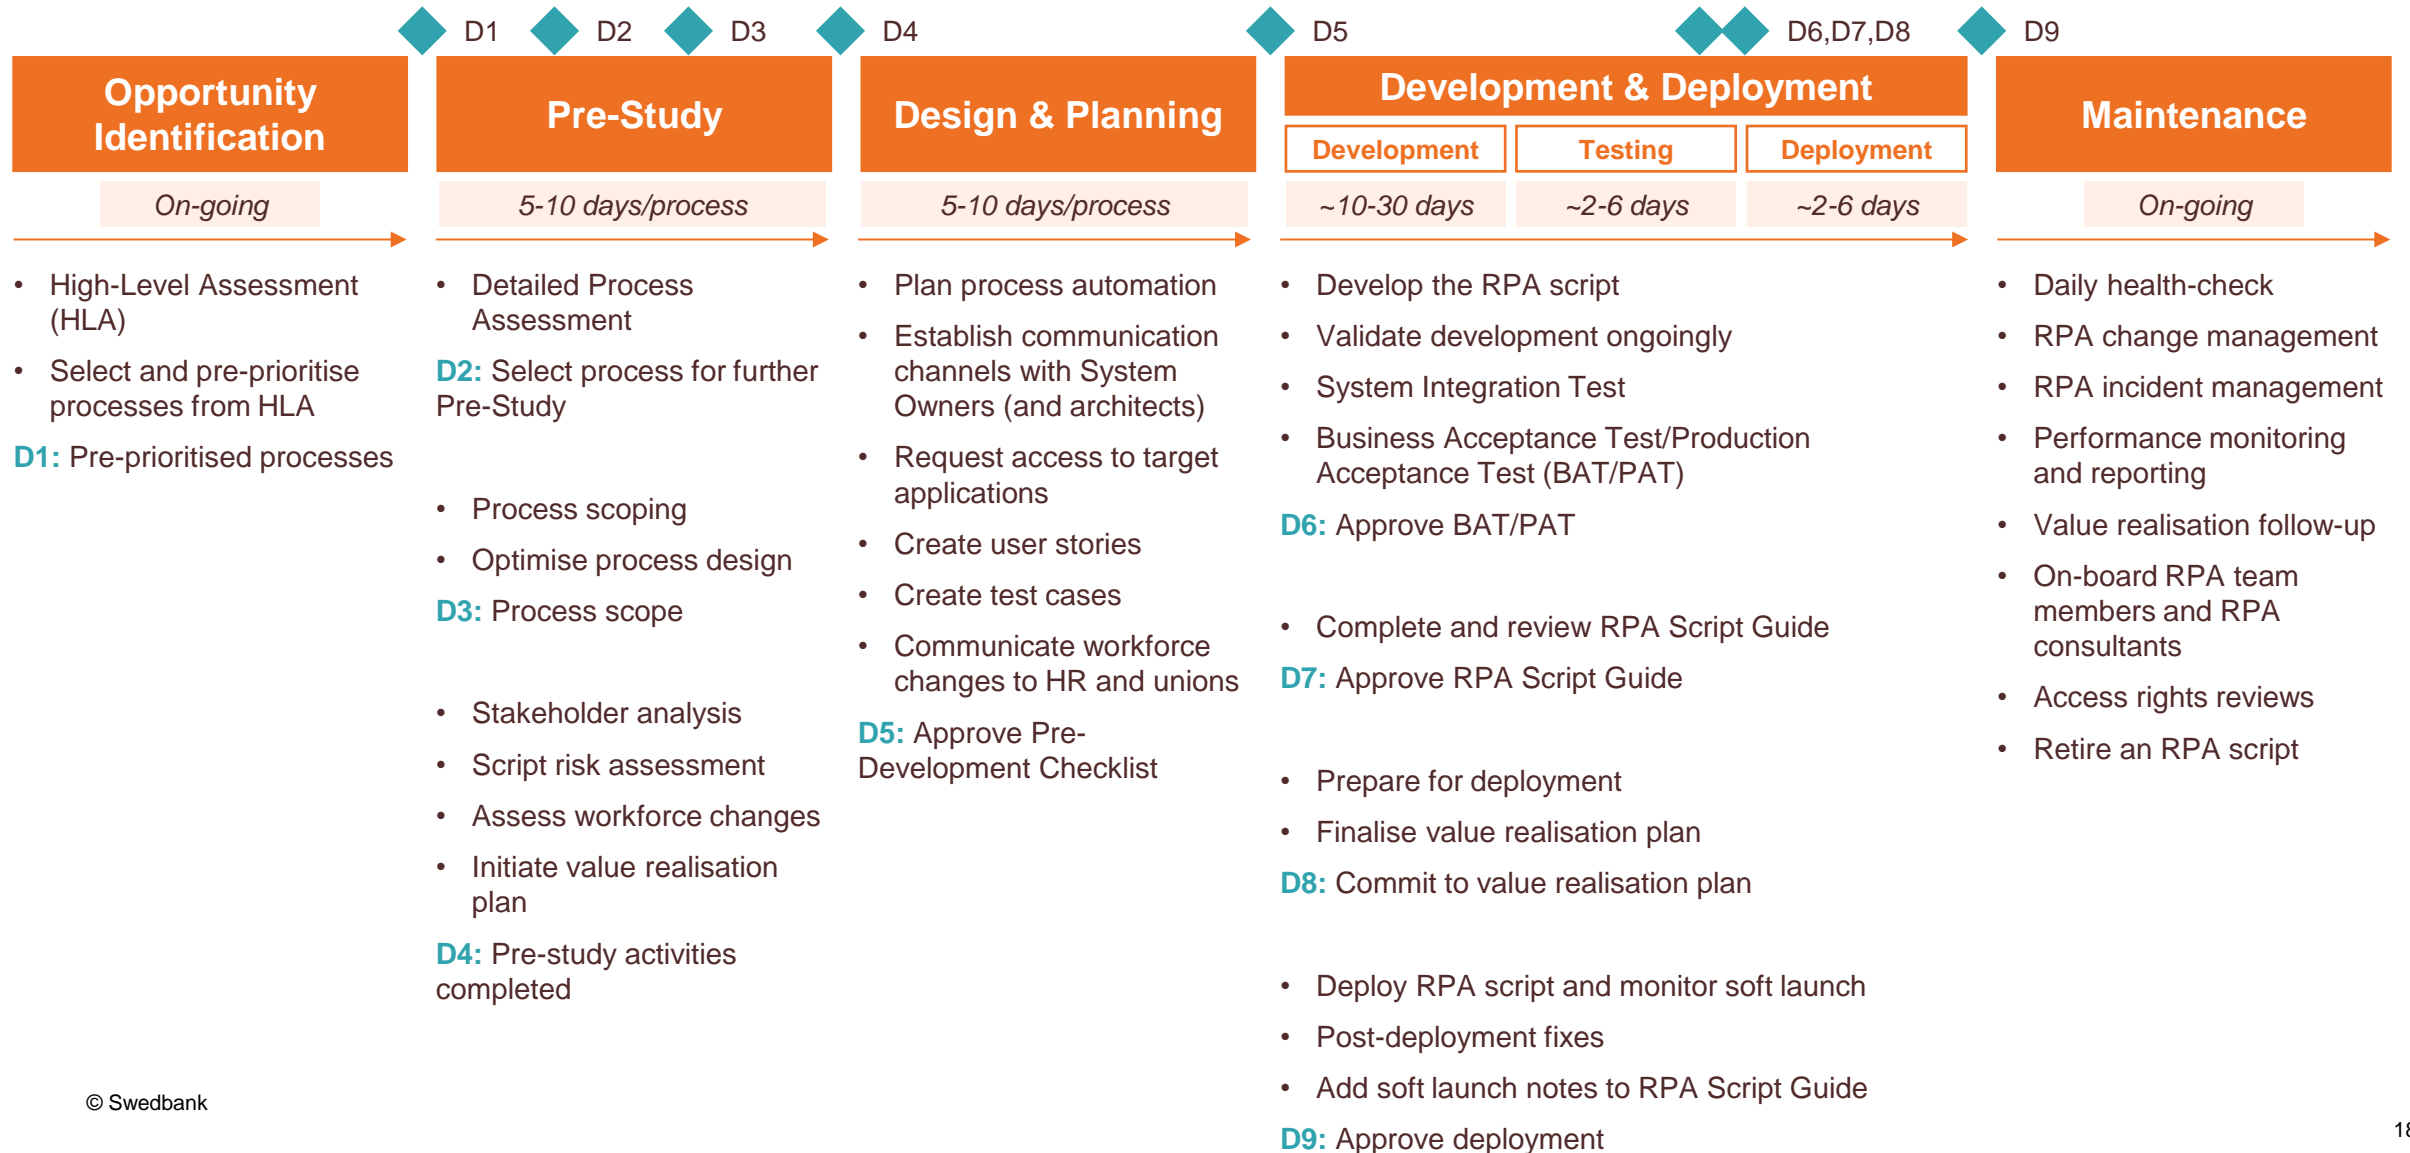 D1
D2
D3
D4
D5
D6,D7,D8
D9
Opportunity
Identification
Pre-Study
Design & Planning
Development & Deployment
Development
Testing
Deployment
Maintenance
On-going
5-10 days/process
5-10 days/process
~10-30 days
~2-6 days
~2-6 days
On-going
• High-Level Assessment
(HLA)
• Select and pre-prioritise
processes from HLA
D1: Pre-prioritised processes
• Detailed Process
Assessment
D2: Select process for further
Pre-Study
• Process scoping
• Optimise process design
D3: Process scope
• Stakeholder analysis
• Script risk assessment
• Assess workforce changes
• Initiate value realisation
plan
D4: Pre-study activities
completed
• Plan process automation
• Establish communication
channels with System
Owners (and architects)
• Request access to target
applications
• Create user stories
• Create test cases
• Communicate workforce
changes to HR and unions
D5: Approve Pre-
Development Checklist
• Develop the RPA script
• Validate development ongoingly
• System Integration Test
• Business Acceptance Test/Production
Acceptance Test (BAT/PAT)
D6: Approve BAT/PAT
• Complete and review RPA Script Guide
D7: Approve RPA Script Guide
• Prepare for deployment
• Finalise value realisation plan
D8: Commit to value realisation plan
• Deploy RPA script and monitor soft launch
• Post-deployment fixes
• Add soft launch notes to RPA Script Guide
D9: Approve deployment
• Daily health-check
• RPA change management
• RPA incident management
• Performance monitoring
and reporting
• Value realisation follow-up
• On-board RPA team
members and RPA
consultants
• Access rights reviews
• Retire an RPA script
© Swedbank
18